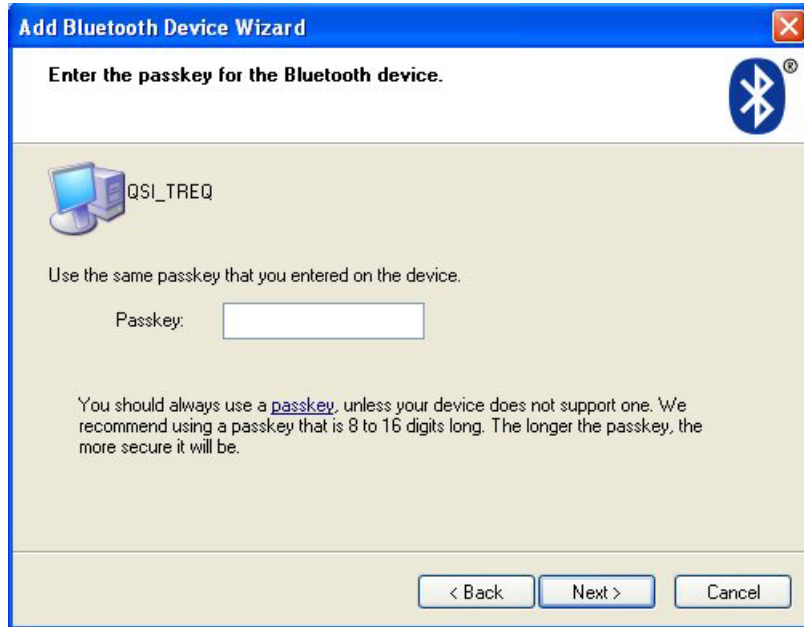 Add Bluetooth Device Wizard
Enter the passkey for the Bluetooth device.
®
QSI_TREQ
Use the same passkey that you entered on the device.
Passkey:
You should always use a passkey, unless your device does not support one. We
recommend using a passkey that is 8 to 16 digits long. The longer the passkey, the
more secure it will be.
< Back Next > Cancel